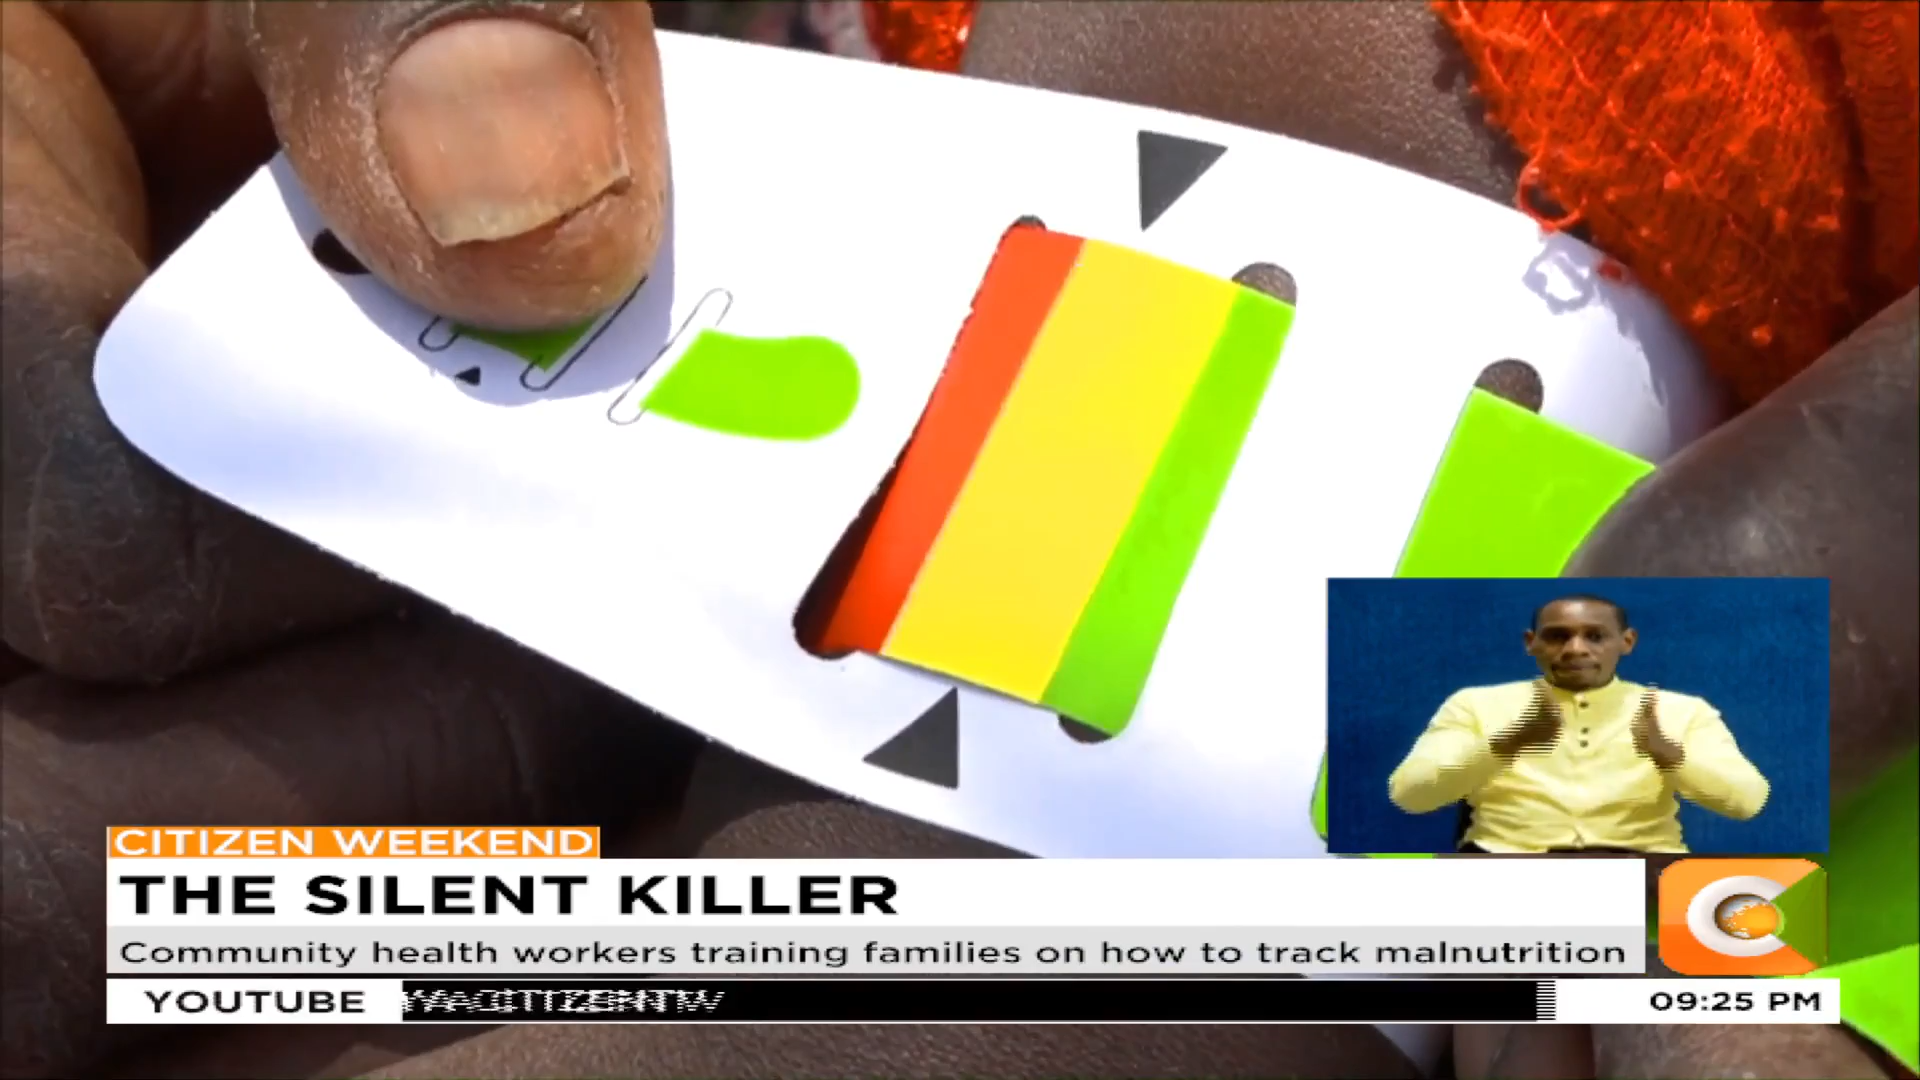 CITIZEN WEEKEND
THE SILENT KILLER
Community health workers training families on how to track malnutrition
YOUTUBE
09:25 PM